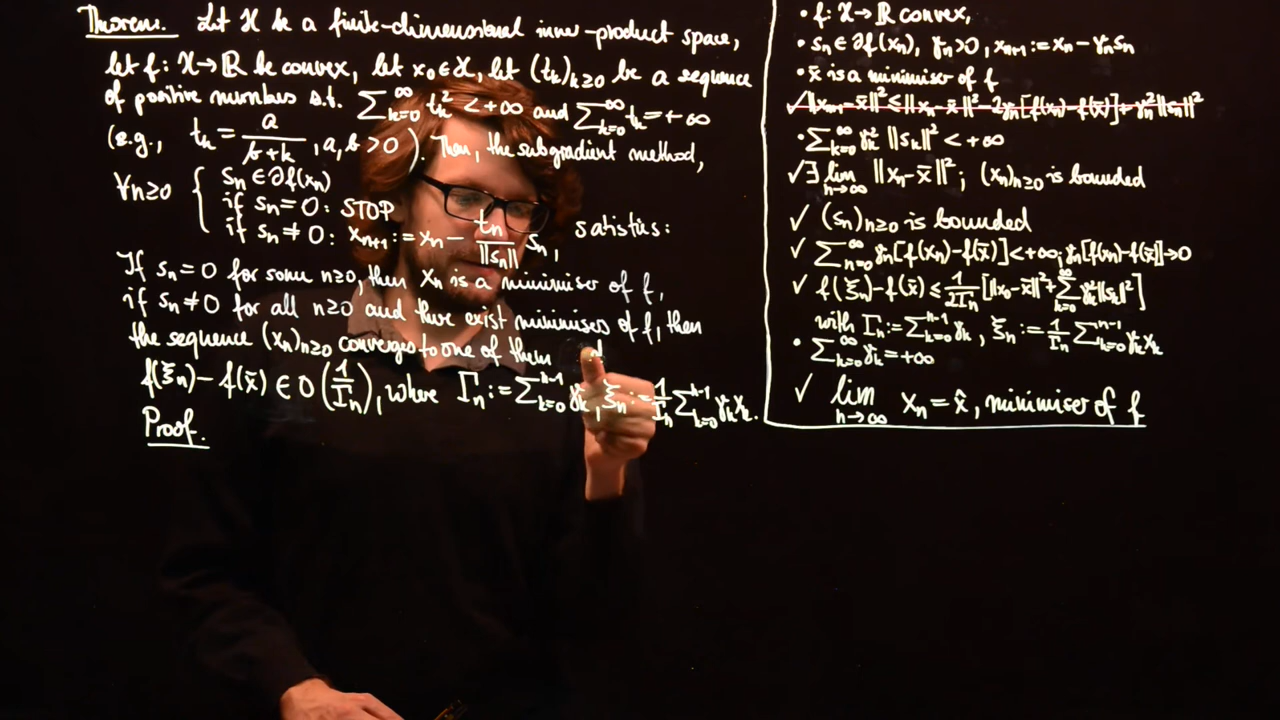 Theorem. Let ℋ be a finite-dimensional inner-product space,
let f: ℋ→ℝ be convex, let x₀∈ℋ, let (tₖ)ₖ≥₀ be a sequence
of positive numbers s.t. ∑ₖ₌₀^∞ tₖ² < +∞ and ∑ₖ₌₀^∞ tₖ = +∞
(e.g., tₖ = a/(b+k), a, b > 0). Then, the subgradient method,
∀n≥0 { sₙ ∈ ∂f(xₙ)
if sₙ = 0: STOP
if sₙ ≠ 0: xₙ₊₁ := xₙ − tₙ/‖sₙ‖ sₙ, satisfies:
If sₙ = 0 for some n≥0, then xₙ is a minimiser of f,
if sₙ ≠ 0 for all n≥0 and there exist minimisers of f, then
the sequence (xₙ)ₙ≥₀ converges to one of them
f(ξₙ) − f(x̄) ∈ O(1/Γₙ), where Γₙ := ∑ₖ₌₀^{n-1} γₖ, ξₙ := 1/Γₙ ∑ₖ₌₀^{n-1} γₖ xₖ.
Proof.
• f: ℋ→ℝ convex,
• sₙ ∈ ∂f(xₙ), γₙ > 0, xₙ₊₁ := xₙ − γₙsₙ
• x̄ is a minimiser of f
✓ ‖xₙ₊₁ − x̄‖² ≤ ‖xₙ − x̄‖² − 2γₙ[f(xₙ) − f(x̄)] + γₙ²‖sₙ‖²
• ∑ₖ₌₀^∞ γₖ² ‖sₖ‖² < +∞
✓ ∃ lim_{n→∞} ‖xₙ − x̄‖²; (xₙ)ₙ≥₀ is bounded
✓ (sₙ)ₙ≥₀ is bounded
✓ ∑ₙ₌₀^∞ γₙ[f(xₙ) − f(x̄)] < +∞; γₙ[f(xₙ) − f(x̄)] → 0
✓ f(ξₙ) − f(x̄) ≤ 1/(2Γₙ) [‖x₀ − x̄‖² + ∑ₖ₌₀^∞ γₖ²‖sₖ‖²]
with Γₙ := ∑ₖ₌₀^{n-1} γₖ, ξₙ := 1/Γₙ ∑ₖ₌₀^{n-1} γₖxₖ
• ∑ₖ₌₀^∞ γₖ = +∞
✓ lim_{n→∞} xₙ = x̂, minimiser of f